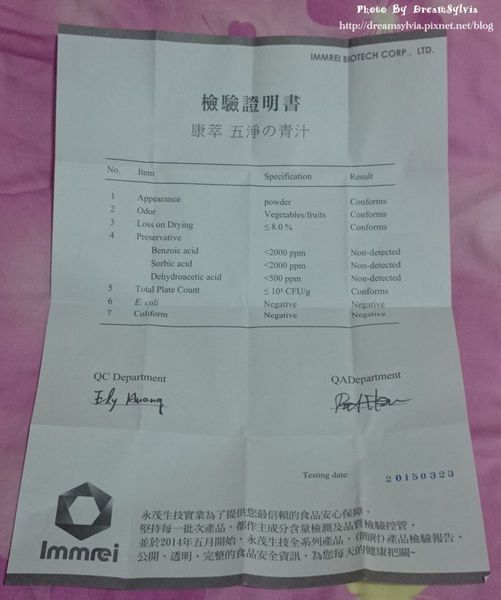 Photo By DreamSylvia
http://dreamsylvia.pixnet.net/blog
IMMREI BIOTECH CORP., LTD.
檢驗證明書
康萃 五淨の青汁
No. Item Specification Result
1 Appearance powder Conforms
2 Odor Vegetables/fruits Conforms
3 Loss on Drying ≤ 8.0 % Conforms
4 Preservative
Benzoic acid <2000 ppm Non-detected
Sorbic acid <2000 ppm Non-detected
Dehydroacetic acid <500 ppm Non-detected
5 Total Plate Count CFU/g Conforms
6 E. coli Negative Negative
7 Coliform Negative Negative
QC Department QADepartment
Testing date: 20150323
永茂生技實業為了提供您最信賴的食品安心保障,
堅持每一批次產品,都作主成分含量檢測及品質檢驗控管,
並於2014年五月開始,永茂生技全系列產品,(簡附)產品檢驗報告。
公開、透明、完整的食品安全資訊,為您每天的健康把關~
Immrei